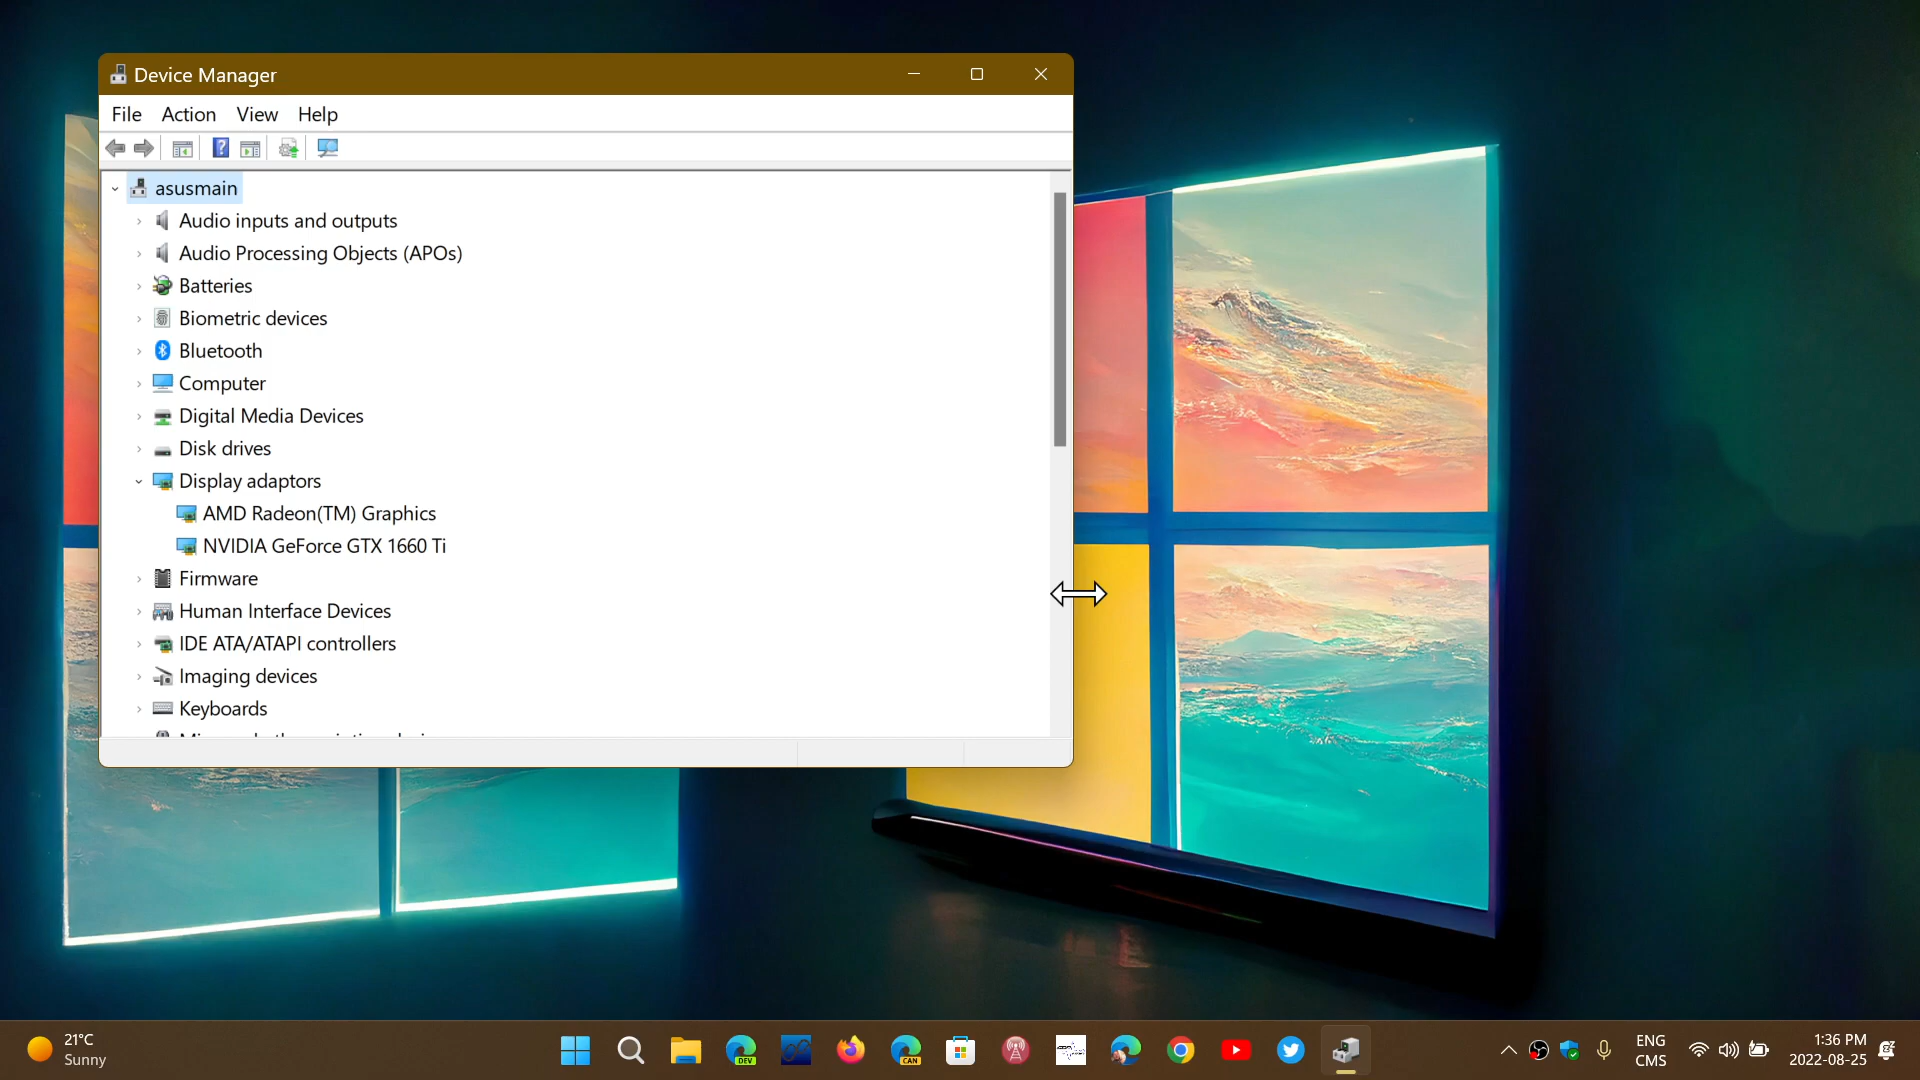 Device Manager
File Action View Help
asusmain
Audio inputs and outputs
Audio Processing Objects (APOs)
Batteries
Biometric devices
Bluetooth
Computer
Digital Media Devices
Disk drives
Display adaptors
AMD Radeon(TM) Graphics
NVIDIA GeForce GTX 1660 Ti
Firmware
Human Interface Devices
IDE ATA/ATAPI controllers
Imaging devices
Keyboards
21°C
Sunny
DEV
CAN
ENG
CMS
1:36 PM
2022-08-25